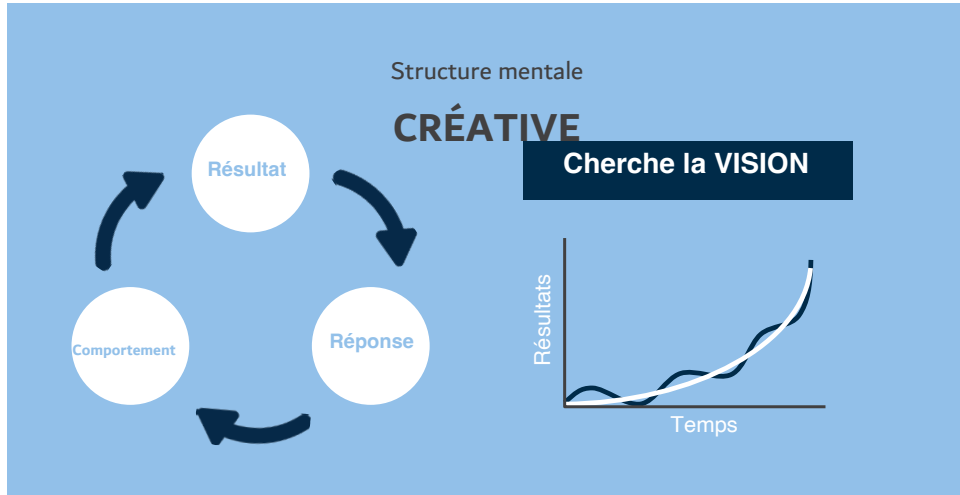 Structure mentale
CRÉATIVE
Cherche la VISION
Résultat
Réponse
Comportement
Résultats
Temps